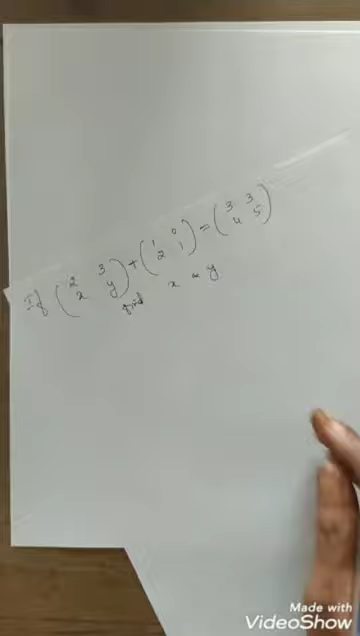 If (2 3 x y) + (1 0 2 1) = (3 3 4 5)
find x & y
Made with
VideoShow